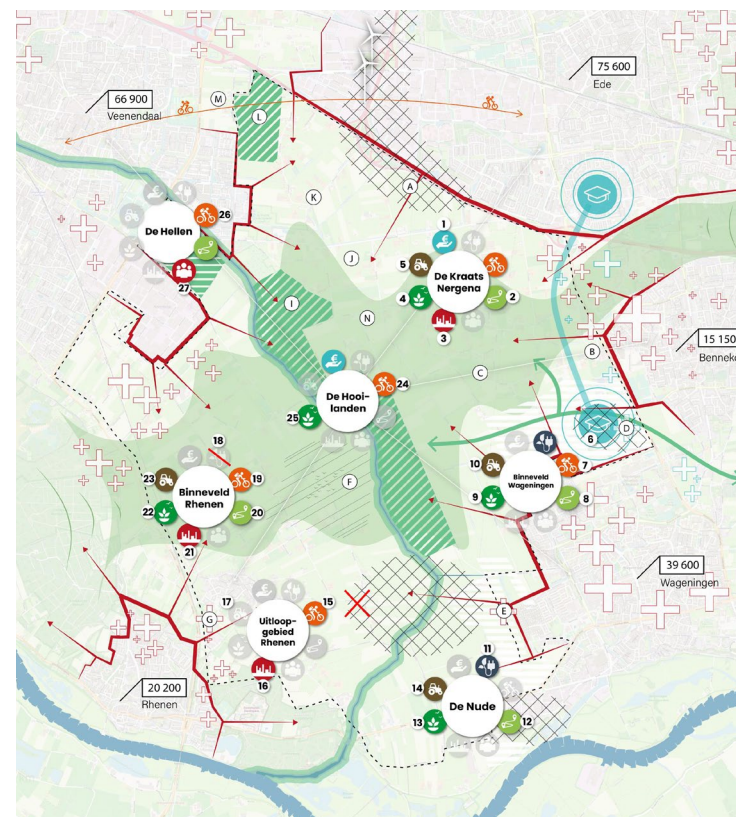 75 600
Ede
66 900
Veenendaal
M
L
A
K
1
26
De Hellen
J
5
De Kraats
Nergena
27
4
2
I
N
3
B
15 150
Benneko
C
24
De Hooi-
landen
25
6
D
18
10
7
23
19
F
Binneveld
Wageningen
Binneveld
Rhenen
9
8
22
20
21
39 600
Wageningen
17
15
E
G
Uitloop-
gebied
Rhenen
11
16
14
20 200
Rhenen
De Nude
13
12